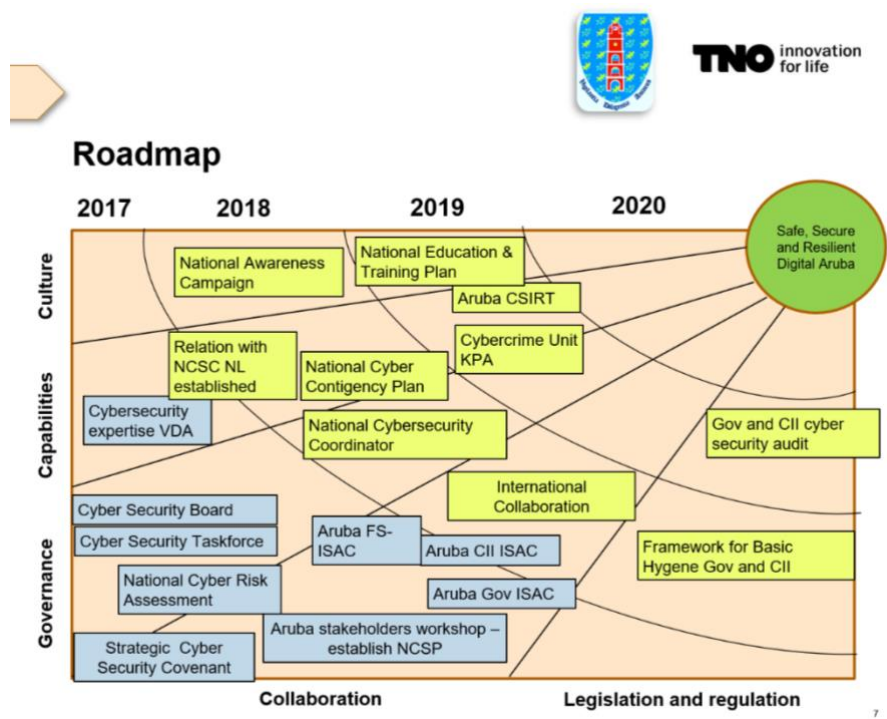 TNO innovation
for life
Roadmap
2017 2018 2019 2020
Safe, Secure
and Resilient
Digital Aruba
Culture
National Awareness
Campaign
National Education &
Training Plan
Aruba CSIRT
Capabilities
Relation with
NCSC NL
established
National Cyber
Contigency Plan
Cybercrime Unit
KPA
Cybersecurity
expertise VDA
National Cybersecurity
Coordinator
Gov and CII cyber
security audit
International
Collaboration
Governance
Cyber Security Board
Cyber Security Taskforce
Aruba FS-
ISAC
Aruba CII ISAC
Framework for Basic
Hygene Gov and CII
National Cyber Risk
Assessment
Aruba Gov ISAC
Aruba stakeholders workshop –
establish NCSP
Strategic Cyber
Security Covenant
Collaboration
Legislation and regulation
7